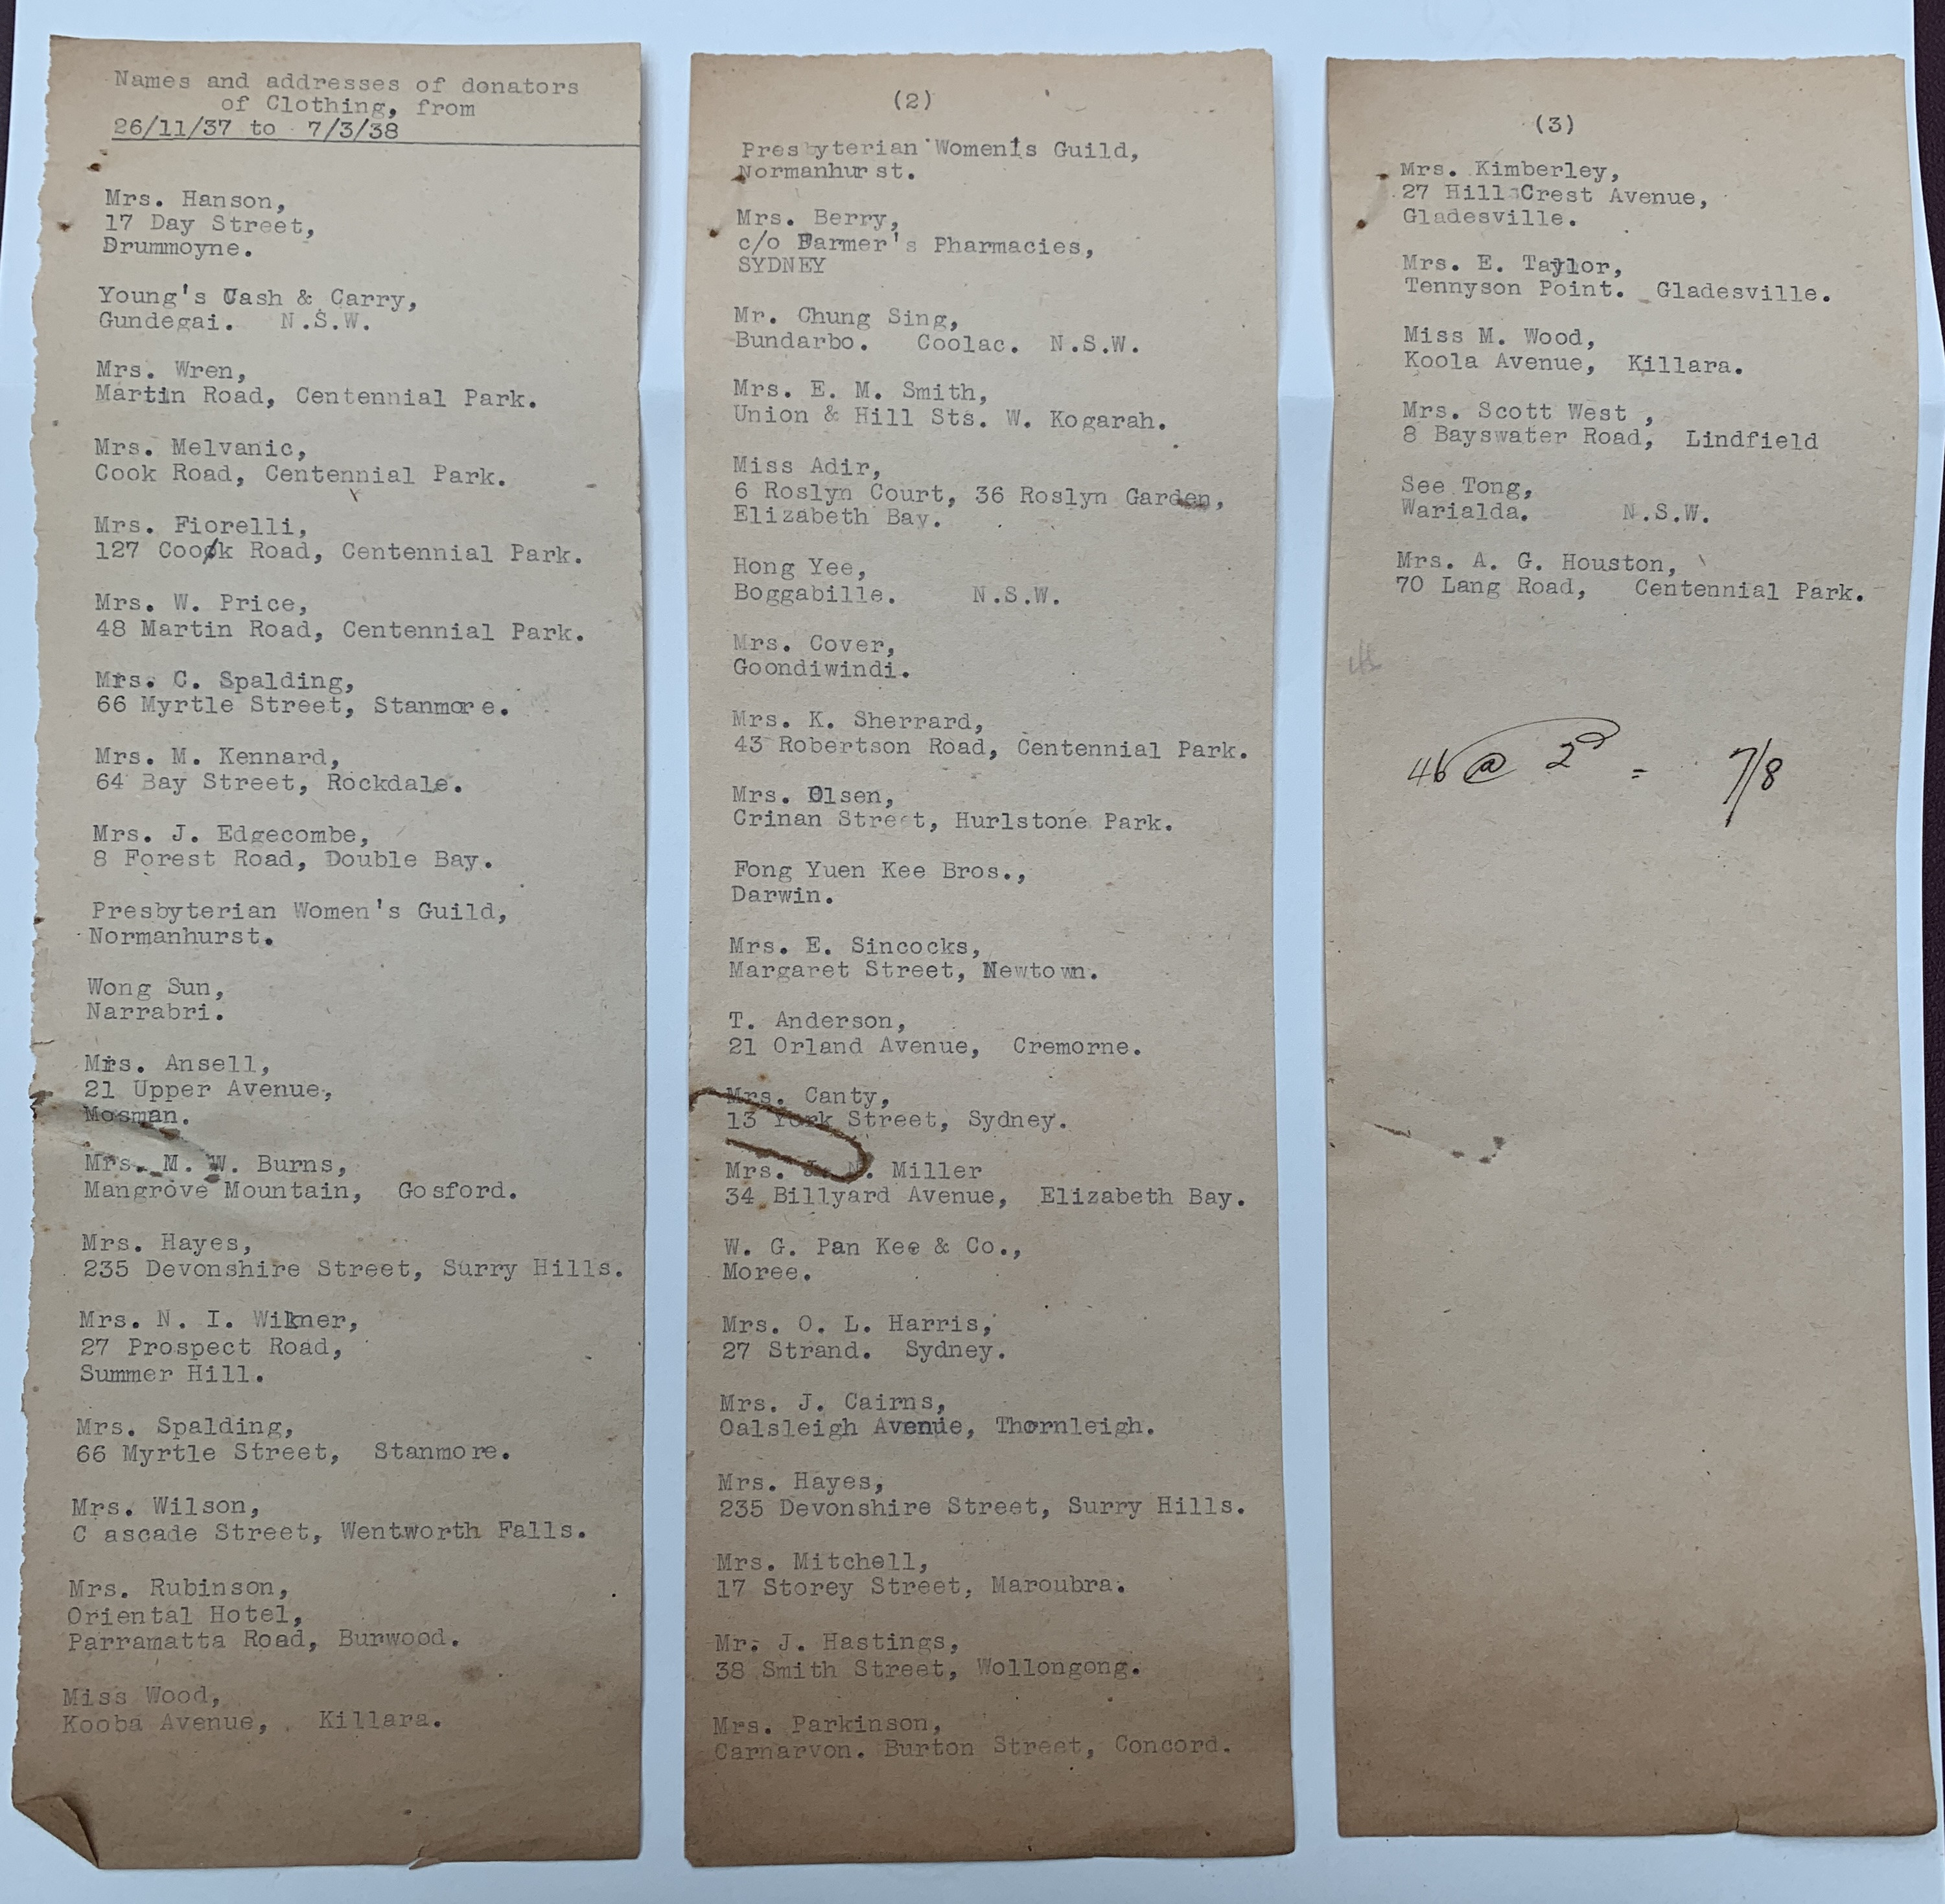 Names and addresses of donators
of Clothing, from
26/11/37 to 7/3/38
Mrs. Hanson,
17 Day Street,
Drummoyne.
Young's Cash & Carry,
Gundegai. N.S.W.
Mrs. Wren,
Martin Road, Centennial Park.
Mrs. Melvanic,
Cook Road, Centennial Park.
Mrs. Fiorelli,
127 Cook Road, Centennial Park.
Mrs. W. Price,
48 Martin Road, Centennial Park.
Mrs. C. Spalding,
66 Myrtle Street, Stanmore.
Mrs. M. Kennard,
64 Bay Street, Rockdale.
Mrs. J. Edgecombe,
8 Forest Road, Double Bay.
Presbyterian Women's Guild,
Normanhurst.
Wong Sun,
Narrabri.
Mrs. Ansell,
21 Upper Avenue,
Mosman.
Mrs. M. W. Burns,
Mangrove Mountain, Gosford.
Mrs. Hayes,
235 Devonshire Street, Surry Hills.
Mrs. N. I.
27 Prospect Road,
Summer Hill.
Mrs. Spalding,
66 Myrtle Street, Stanmore.
Mrs. Wilson,
C ascade Street, Wentworth Falls.
Mrs. Rubinson,
Oriental Hotel,
Parramatta Road, Burwood.
Miss Wood,
Kooba Avenue, Killara.
(2)
Presbyterian Women's Guild,
Normanhurst.
Mrs. Berry,
c/o Farmer's Pharmacies,
SYDNEY
Mr. Chung Sing,
Bundarbo. Coolac. N.S.W.
Mrs. E. M. Smith,
Union & Hill Sts. W. Kogarah.
Miss Adir,
6 Roslyn Court, 36 Roslyn Garden,
Elizabeth Bay.
Hong Yee,
Boggabille. N.S.W.
Mrs. Cover,
Goondiwindi.
Mrs. K. Sherrard,
43 Robertson Road, Centennial Park.
Mrs. Olsen,
Crinan Street, Hurlstone Park.
Fong Yuen Kee Bros.,
Darwin.
Mrs. E. Sincocks,
Margaret Street, Newtown.
T. Anderson,
21 Orland Avenue, Cremorne.
Mrs. Canty,
13 York Street, Sydney.
Mrs. J. N. Miller
34 Billyard Avenue, Elizabeth Bay.
W. G. Pan Kee & Co.,
Moree.
Mrs. O. L. Harris,
27 Strand. Sydney.
Mrs. J. Cairns,
Oalsleigh Avenue, Thornleigh.
Mrs. Hayes,
235 Devonshire Street, Surry Hills.
Mrs. Mitchell,
17 Storey Street, Maroubra.
Mr. J. Hastings,
38 Smith Street, Wollongong.
Mrs. Parkinson,
Carnarvon. Burton Street, Concord.
(3)
Mrs. Kimberley,
27 Hill Crest Avenue,
Gladesville.
Mrs. E. Taylor,
Tennyson Point. Gladesville.
Miss M. Wood,
Koola Avenue, Killara.
Mrs. Scott West ,
8 Bayswater Road, Lindfield
See Tong,
Warialda. N.S.W.
Mrs. A. G. Houston,
70 Lang Road, Centennial Park.
46 @ 2D = 7/8